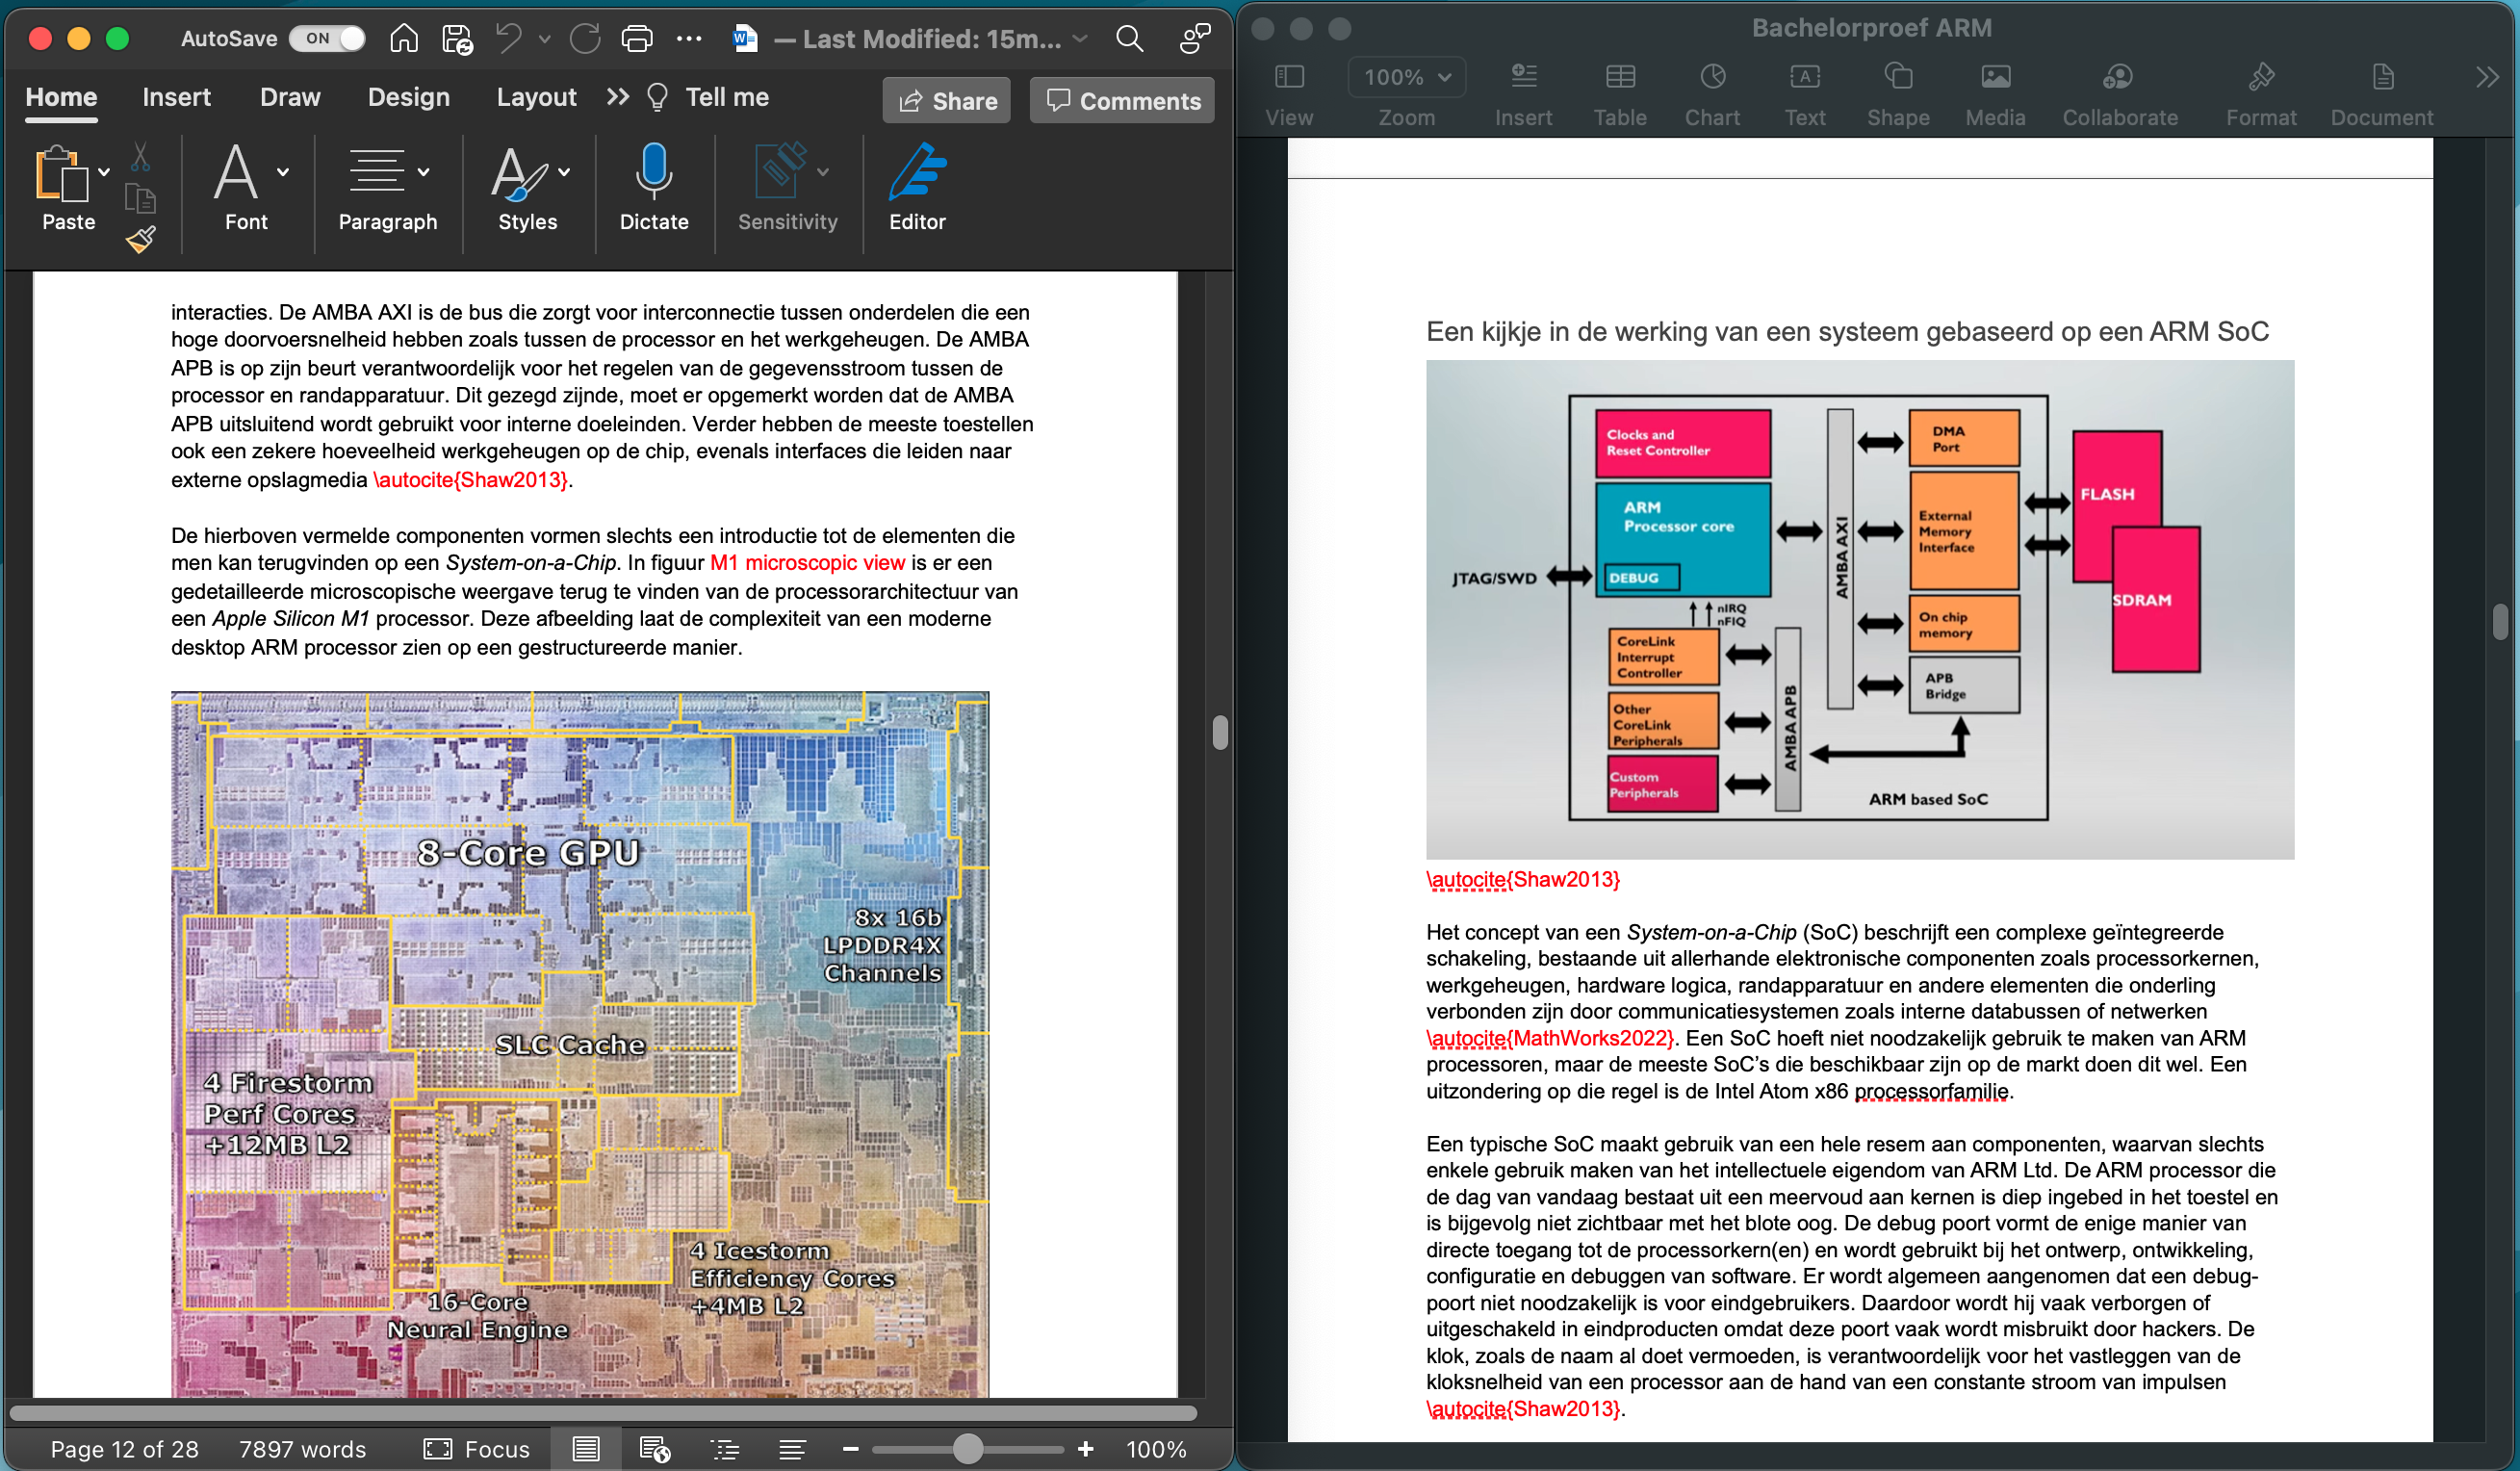 AutoSave ON — Last Modified: 15m...
Home Insert Draw Design Layout Tell me Share Comments
Paste Font Paragraph Styles Dictate Sensitivity Editor
interacties. De AMBA AXI is de bus die zorgt voor interconnectie tussen onderdelen die een
hoge doorvoersnelheid hebben zoals tussen de processor en het werkgeheugen. De AMBA
APB is op zijn beurt verantwoordelijk voor het regelen van de gegevensstroom tussen de
processor en randapparatuur. Dit gezegd zijnde, moet er opgemerkt worden dat de AMBA
APB uitsluitend wordt gebruikt voor interne doeleinden. Verder hebben de meeste toestellen
ook een zekere hoeveelheid werkgeheugen op de chip, evenals interfaces die leiden naar
externe opslagmedia \autocite{Shaw2013}.
De hierboven vermelde componenten vormen slechts een introductie tot de elementen die
men kan terugvinden op een System-on-a-Chip. In figuur M1 microscopic view is er een
gedetailleerde microscopische weergave terug te vinden van de processorarchitectuur van
een Apple Silicon M1 processor. Deze afbeelding laat de complexiteit van een moderne
desktop ARM processor zien op een gestructureerde manier.
8-Core GPU
8x 16b
LPDDR4X
Channels
SLC Cache
4 Firestorm
Perf Cores
+12MB L2
4 Icestorm
Efficiency Cores
+4MB L2
16-Core
Neural Engine
Page 12 of 28 7897 words Focus 100%
Bachelorproef ARM
100%
View Zoom Insert Table Chart Text Shape Media Collaborate Format Document
Een kijkje in de werking van een systeem gebaseerd op een ARM SoC
Clocks and
Reset Controller
ARM
Processor core
DEBUG
JTAG/SWD
nIRQ
nFIQ
CoreLink
Interrupt
Controller
Other
CoreLink
Peripherals
Custom
Peripherals
AMBA APB
AMBA AXI
DMA
Port
External
Memory
Interface
On chip
memory
APB
Bridge
FLASH
SDRAM
ARM based SoC
\autocite{Shaw2013}
Het concept van een System-on-a-Chip (SoC) beschrijft een complexe geïntegreerde
schakeling, bestaande uit allerhande elektronische componenten zoals processorkernen,
werkgeheugen, hardware logica, randapparatuur en andere elementen die onderling
verbonden zijn door communicatiesystemen zoals interne databussen of netwerken
\autocite{MathWorks2022}. Een SoC hoeft niet noodzakelijk gebruik te maken van ARM
processoren, maar de meeste SoC’s die beschikbaar zijn op de markt doen dit wel. Een
uitzondering op die regel is de Intel Atom x86 processorfamilie.
Een typische SoC maakt gebruik van een hele resem aan componenten, waarvan slechts
enkele gebruik maken van het intellectuele eigendom van ARM Ltd. De ARM processor die
de dag van vandaag bestaat uit een meervoud aan kernen is diep ingebed in het toestel en
is bijgevolg niet zichtbaar met het blote oog. De debug poort vormt de enige manier van
directe toegang tot de processorkern(en) en wordt gebruikt bij het ontwerp, ontwikkeling,
configuratie en debuggen van software. Er wordt algemeen aangenomen dat een debug-
poort niet noodzakelijk is voor eindgebruikers. Daardoor wordt hij vaak verborgen of
uitgeschakeld in eindproducten omdat deze poort vaak wordt misbruikt door hackers. De
klok, zoals de naam al doet vermoeden, is verantwoordelijk voor het vastleggen van de
kloksnelheid van een processor aan de hand van een constante stroom van impulsen
\autocite{Shaw2013}.